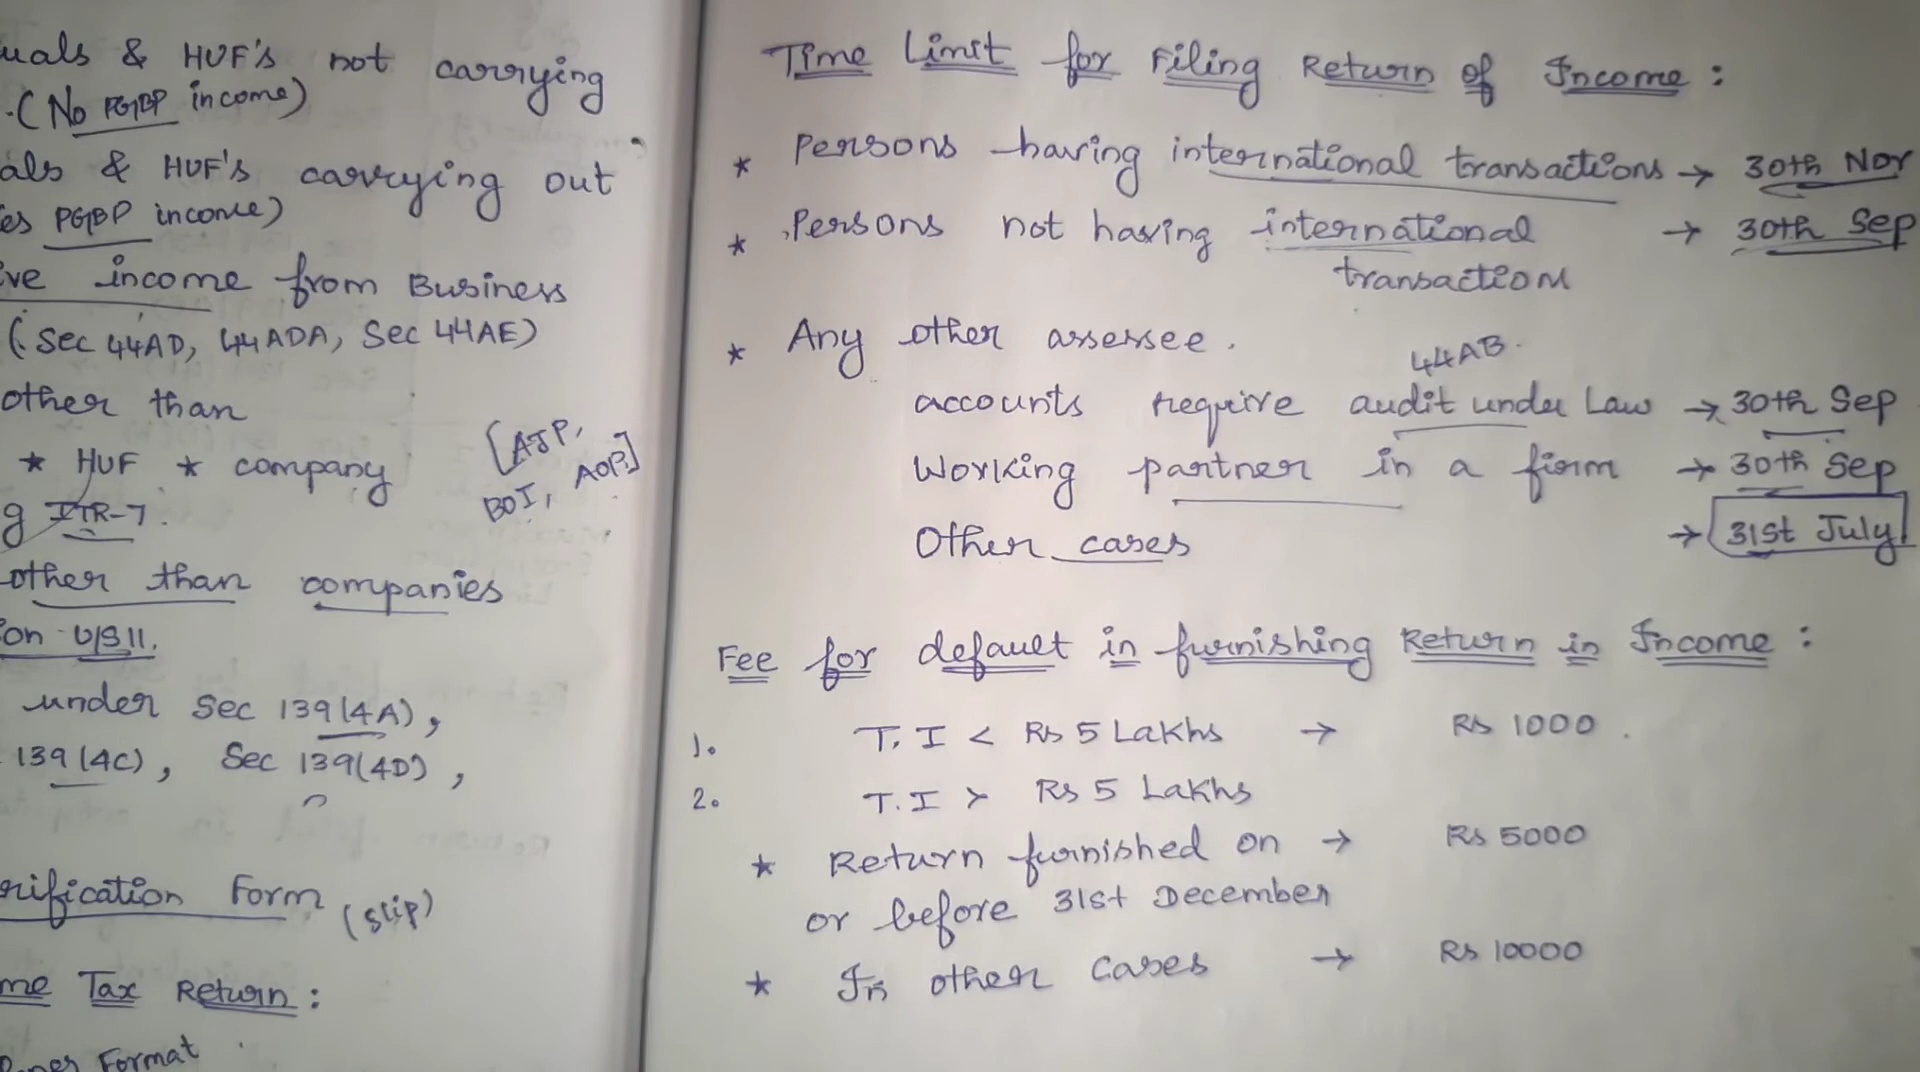 uals & HUF's not carrying
.(No PGBP income)
als & HUF's carrying out
es PGBP income)
ive income from Business
(Sec 44AD, 44ADA, Sec 44AE)
other than
* HUF * company
[AJP,
BOI, AOP]
g ITR-7.
other than companies
on U/S 11.
under Sec 139(4A),
139(4C), Sec 139(4D),
rification Form (slip)
me Tax Return:
Format
Time Limit for Filing Return of Income:
* Persons having international transactions → 30th Nov
* Persons not having international → 30th Sep
transaction
* Any other assessee.
44AB.
accounts require audit under Law → 30th Sep
Working partner in a firm → 30th Sep
Other cases → 31st July
Fee for default in furnishing Return in Income:
1. T.I < Rs 5 Lakhs → Rs 1000.
2. T.I > Rs 5 Lakhs
* Return furnished on → Rs 5000
or before 31st December
* In other cases → Rs 10000